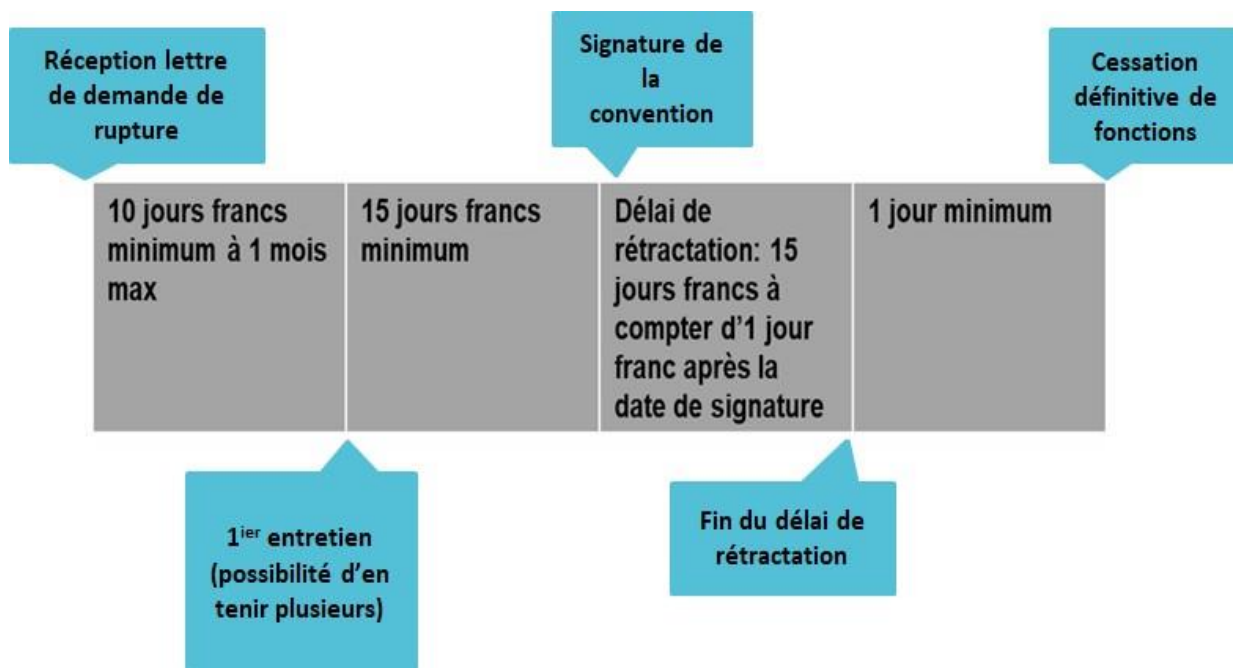 Réception lettre
de demande de
rupture
Signature de
la
convention
Cessation
définitive de
fonctions
10 jours francs
minimum à 1 mois
max
15 jours francs
minimum
Délai de
rétractation: 15
jours francs à
compter d'1 jour
franc après la
date de signature
1 jour minimum
1ier entretien
(possibilité d'en
tenir plusieurs)
Fin du délai de
rétractation